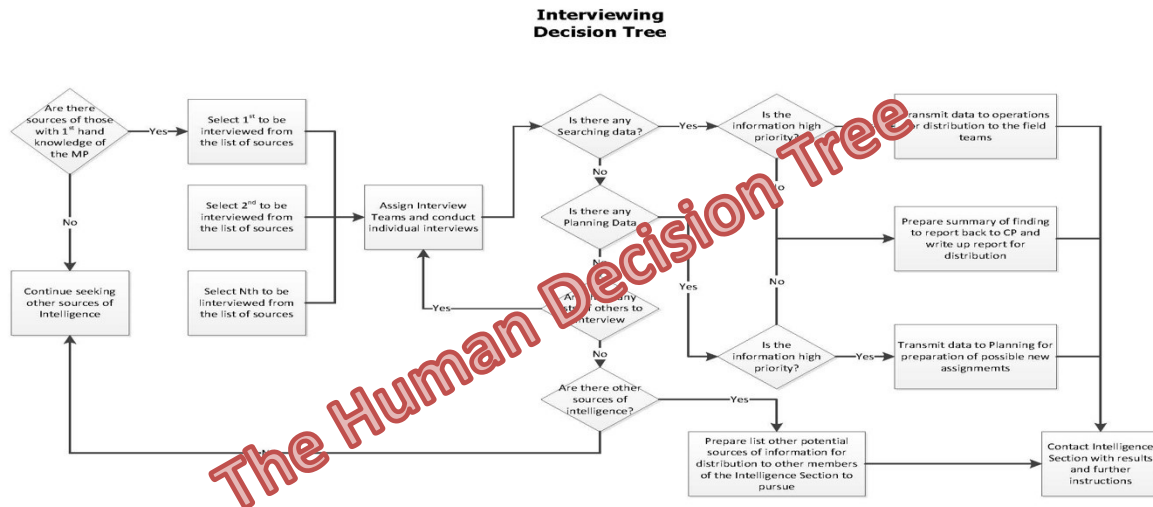 Interviewing
Decision Tree
Are there
sources of those
with 1st hand
knowledge of
the MP
Yes
No
Continue seeking
other sources of
Intelligence
Select 1st to be
interviewed from
the list of sources
Select 2nd to be
interviewed from
the list of sources
Select Nth to be
Iinterviewed from
the list of sources
Assign Interview
Teams and conduct
individual interviews
Is there any
Searching data?
Yes
No
Is there any
Planning Data
Yes
No
others to
interview
Yes
No
Are there other
sources of
intelligence?
Yes
Is the
information high
priority?
No
Is the
information high
priority?
No
Yes
Transmit data to operations
for distribution to the field
teams
Prepare summary of finding
to report back to CP and
write up report for
distribution
Transmit data to Planning for
preparation of possible new
assignmemts
Prepare list other potential
sources of information for
distribution to other members
of the Intelligence Section to
pursue
Contact Intelligence
Section with results
and further
instructions
The Human Decision Tree